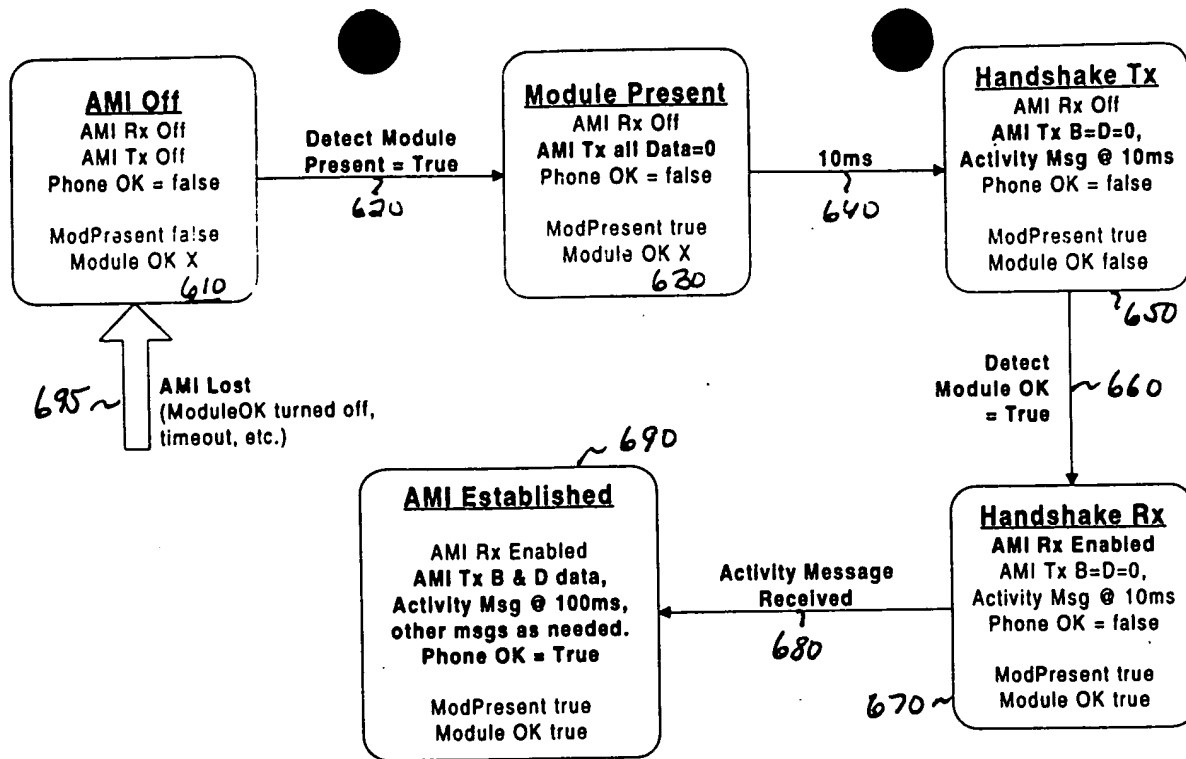 AMI Off
AMI Rx Off
AMI Tx Off
Phone OK = false
ModPresent false
Module OK X
610
Detect Module
Present = True
620
Module Present
AMI Rx Off
AMI Tx all Data=0
Phone OK = false
ModPresent true
Module OK X
630
10ms
640
Handshake Tx
AMI Rx Off
AMI Tx B=D=0,
Activity Msg @ 10ms
Phone OK = false
ModPresent true
Module OK false
650
Detect
Module OK
= True
660
Handshake Rx
AMI Rx Enabled
AMI Tx B=D=0,
Activity Msg @ 10ms
Phone OK = false
ModPresent true
Module OK true
670
Activity Message
Received
680
690
AMI Established
AMI Rx Enabled
AMI Tx B & D data,
Activity Msg @ 100ms,
other msgs as needed.
Phone OK = True
ModPresent true
Module OK true
695
AMI Lost
(ModuleOK turned off,
timeout, etc.)